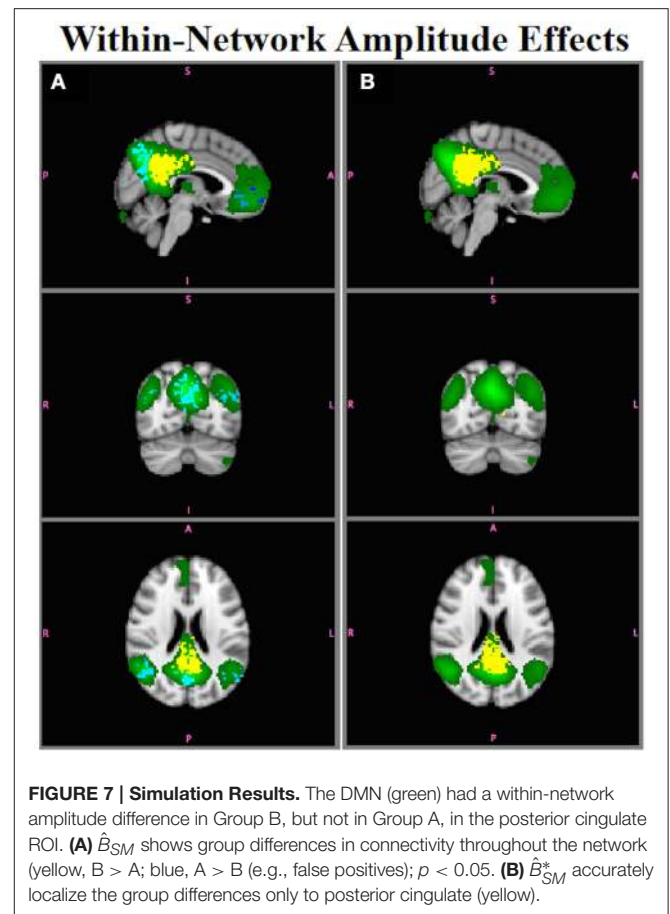 Within-Network Amplitude Effects
A
B
S
S
P
A
P
A
I
I
S
S
R
L
R
L
I
I
A
A
R
L
R
L
P
P
FIGURE 7 | Simulation Results. The DMN (green) had a within-network
amplitude difference in Group B, but not in Group A, in the posterior cingulate
ROI. (A) B̂_SM shows group differences in connectivity throughout the network
(yellow, B > A; blue, A > B (e.g., false positives); p < 0.05. (B) B̂*_SM accurately
localize the group differences only to posterior cingulate (yellow).